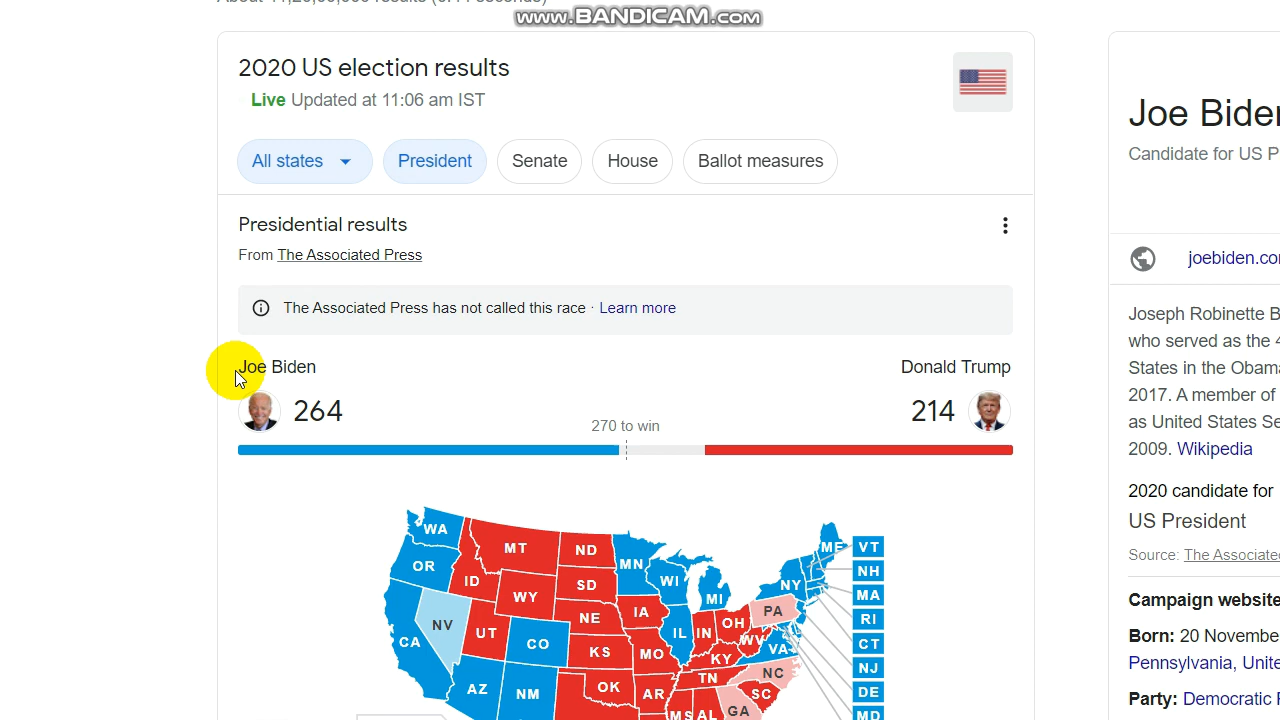 www.BANDICAM.com
2020 US election results
Live Updated at 11:06 am IST
All states
President
Senate
House
Ballot measures
Presidential results
From The Associated Press
The Associated Press has not called this race · Learn more
Joe Biden
Donald Trump
264
214
270 to win
WA
OR
CA
NV
ID
MT
WY
UT
AZ
CO
NM
ND
SD
NE
KS
OK
MN
IA
MO
AR
WI
IL
MS
MI
IN
KY
TN
AL
OH
WV
GA
PA
VA
NC
SC
NY
ME
VT
NH
MA
RI
CT
NJ
DE
MD
Joe Biden
Candidate for US P
joebiden.co
Joseph Robinette B
who served as the 4
States in the Obama
2017. A member of
as United States Se
2009. Wikipedia
2020 candidate for
US President
Source: The Associate
Campaign website
Born: 20 Novembe
Pennsylvania, Unite
Party: Democratic